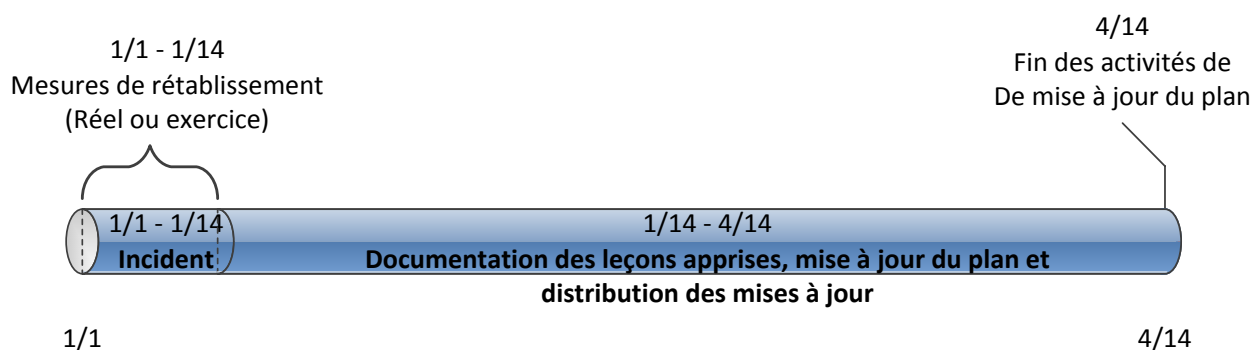 1/1 - 1/14
Mesures de rétablissement
(Réel ou exercice)
4/14
Fin des activités de
De mise à jour du plan
1/1 - 1/14
Incident
1/14 - 4/14
Documentation des leçons apprises, mise à jour du plan et
distribution des mises à jour
1/1
4/14